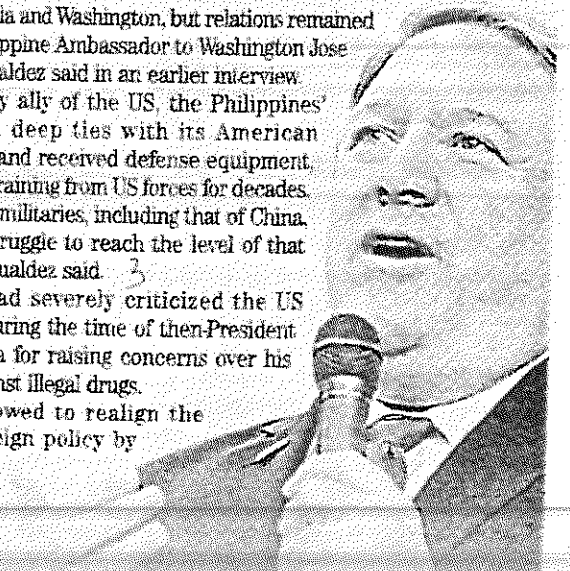 la and Washington, but relations remained
ppine Ambassador to Washington Jose
aldez said in an earlier interview.
y ally of the US, the Philippines'
deep ties with its American
and received defense equipment,
raining from US forces for decades.
militaries, including that of China,
ruggle to reach the level of that
ualdez said.
ad severely criticized the US
uring the time of then-President
a for raising concerns over his
nst illegal drugs.
owed to realign the
eign policy by